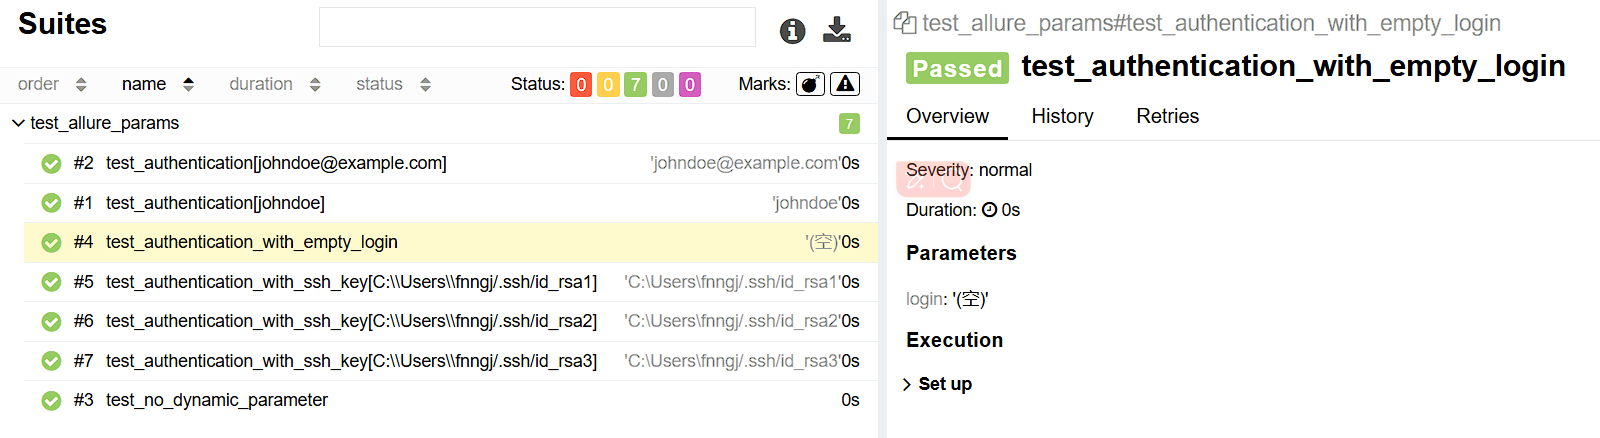 Suites
order name duration status Status: 0 0 7 0 0 Marks:
test_allure_params 7
#2 test_authentication[johndoe@example.com] 'johndoe@example.com'0s
#1 test_authentication[johndoe] 'johndoe'0s
#4 test_authentication_with_empty_login '(空)'0s
#5 test_authentication_with_ssh_key[C:\\Users\\fnngj/.ssh/id_rsa1] 'C:\Users\fnngj/.ssh/id_rsa1'0s
#6 test_authentication_with_ssh_key[C:\\Users\\fnngj/.ssh/id_rsa2] 'C:\Users\fnngj/.ssh/id_rsa2'0s
#7 test_authentication_with_ssh_key[C:\\Users\\fnngj/.ssh/id_rsa3] 'C:\Users\fnngj/.ssh/id_rsa3'0s
#3 test_no_dynamic_parameter 0s
test_allure_params#test_authentication_with_empty_login
Passed test_authentication_with_empty_login
Overview History Retries
Severity: normal
Duration: 0s
Parameters
login: '(空)'
Execution
Set up